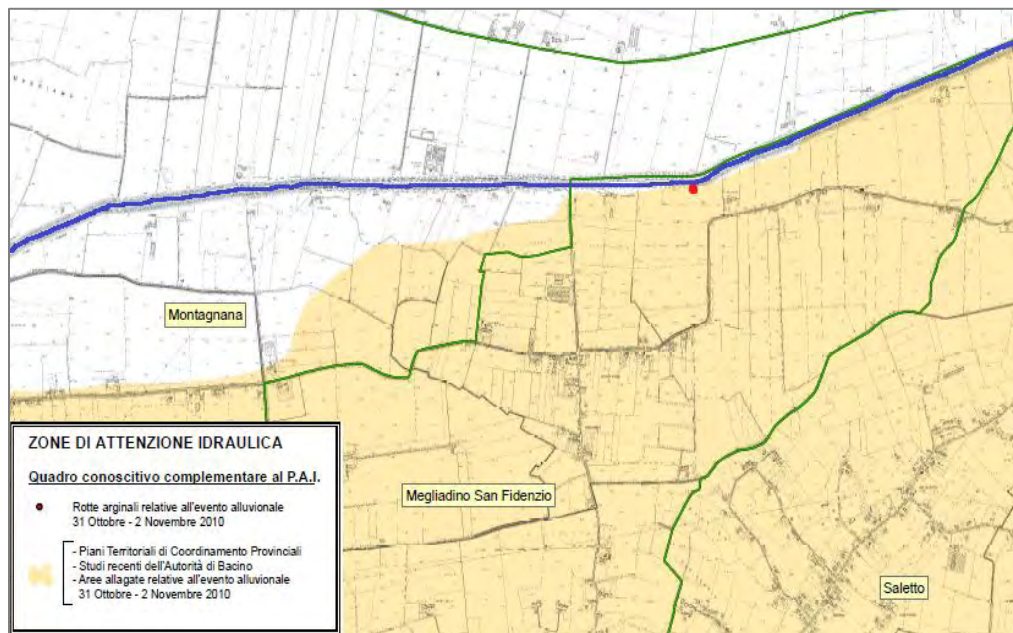 Montagnana
ZONE DI ATTENZIONE IDRAULICA
Quadro conoscitivo complementare al P.A.I.
Rotte arginali relative all'evento alluvionale
31 Ottobre - 2 Novembre 2010
- Piani Territoriali di Coordinamento Provinciali
- Studi recenti dell'Autorità di Bacino
- Aree allagate relative all'evento alluvionale
31 Ottobre - 2 Novembre 2010
Megliadino San Fidenzio
Saletto